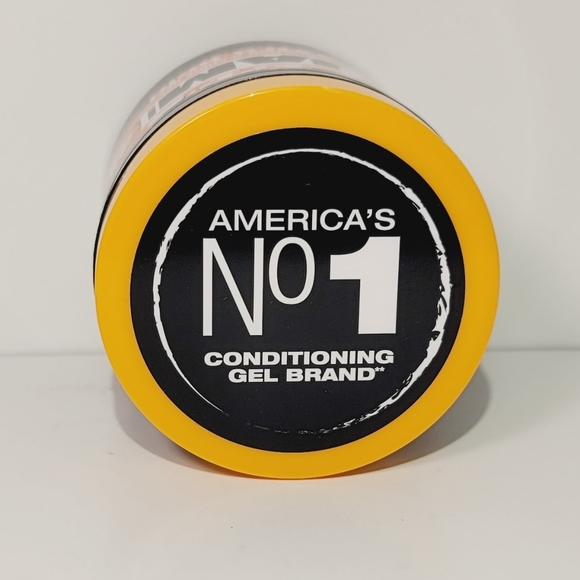 AMERICA'S
No1
CONDITIONING
GEL BRAND**